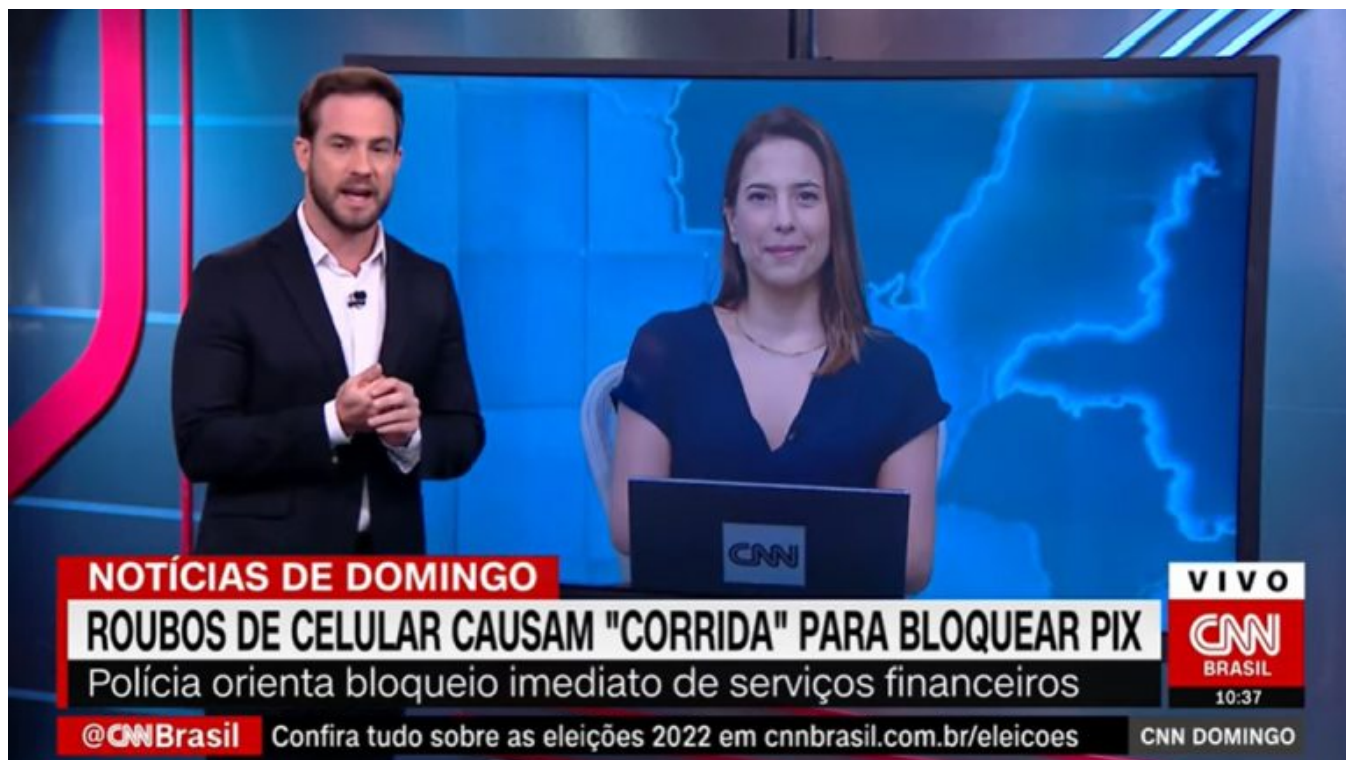 CNN
NOTÍCIAS DE DOMINGO
ROUBOS DE CELULAR CAUSAM "CORRIDA" PARA BLOQUEAR PIX
Polícia orienta bloqueio imediato de serviços financeiros
VIVO
CNN
BRASIL
10:37
@CNNBrasil Confira tudo sobre as eleições 2022 em cnnbrasil.com.br/eleicoes CNN DOMINGO